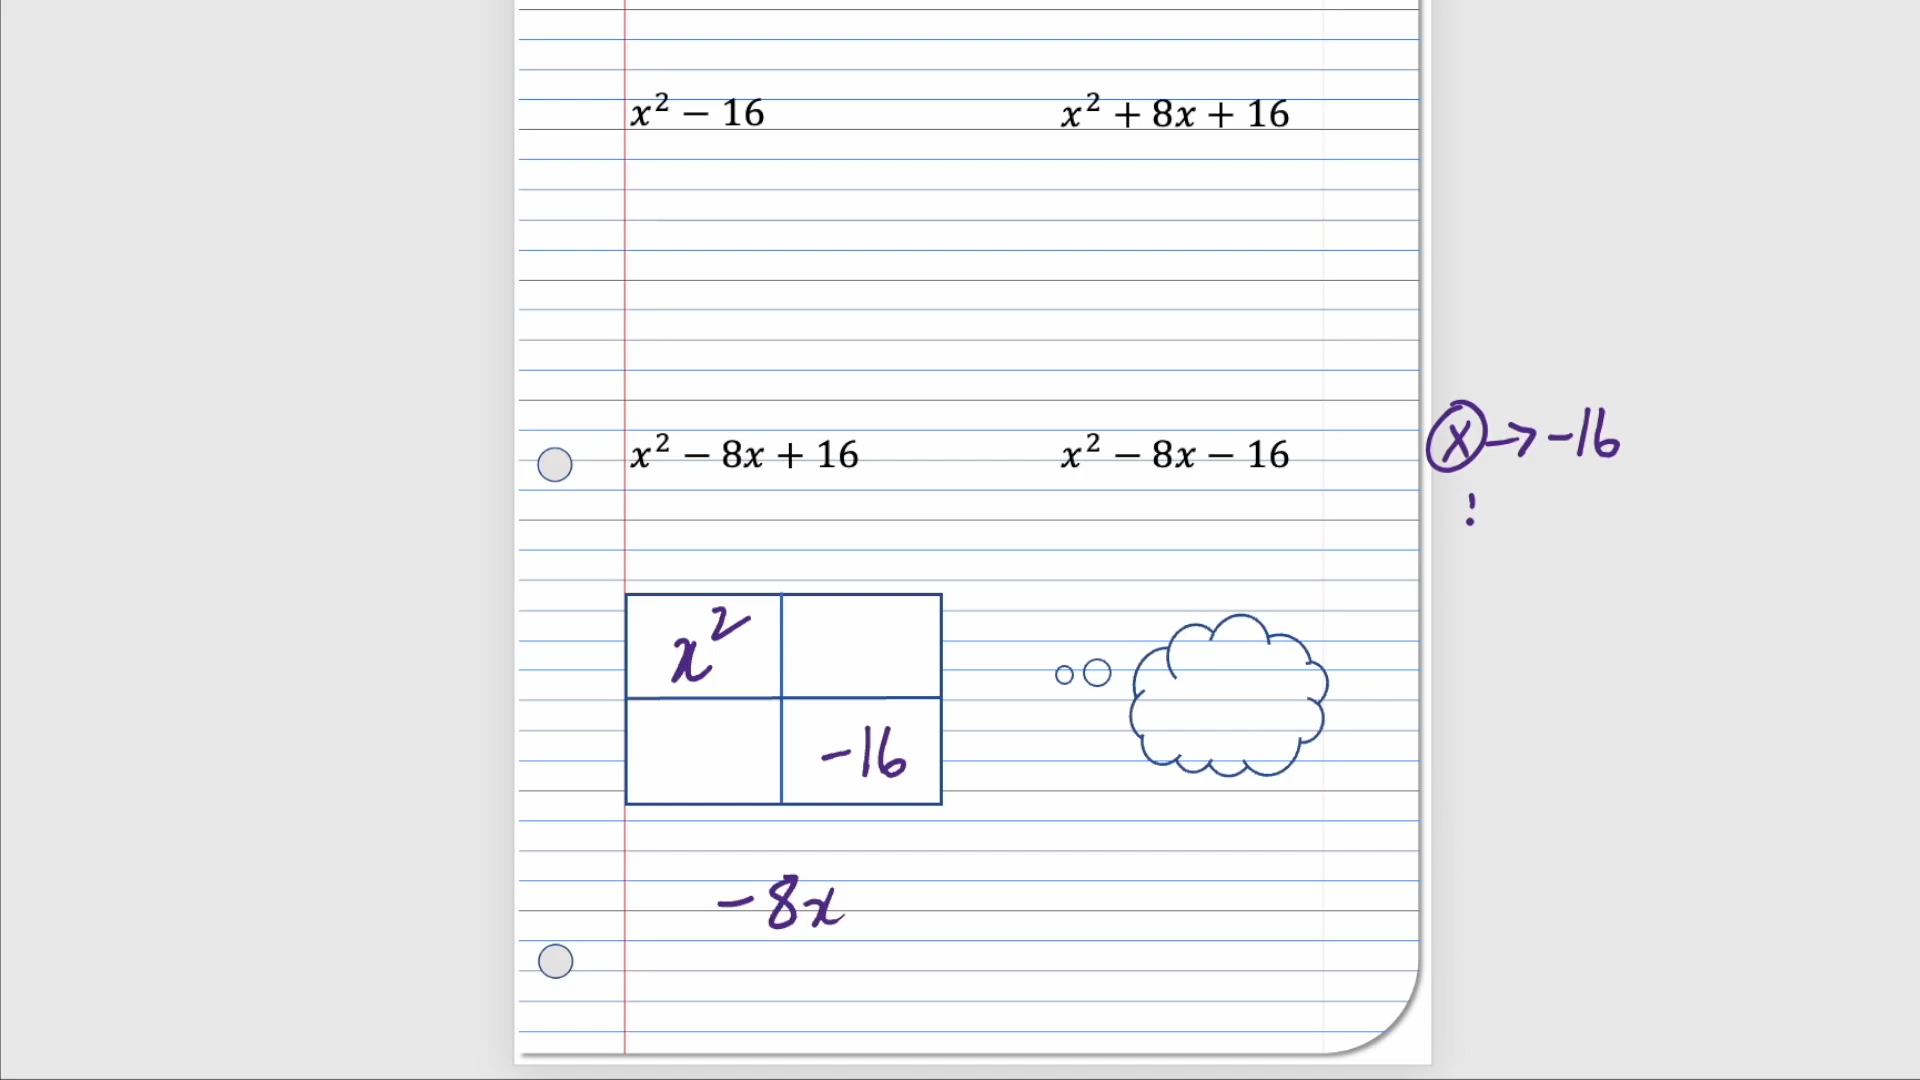 x² − 16
x² + 8x + 16
x² − 8x + 16
x² − 8x − 16
x → -16
:
x²
-16
-8x